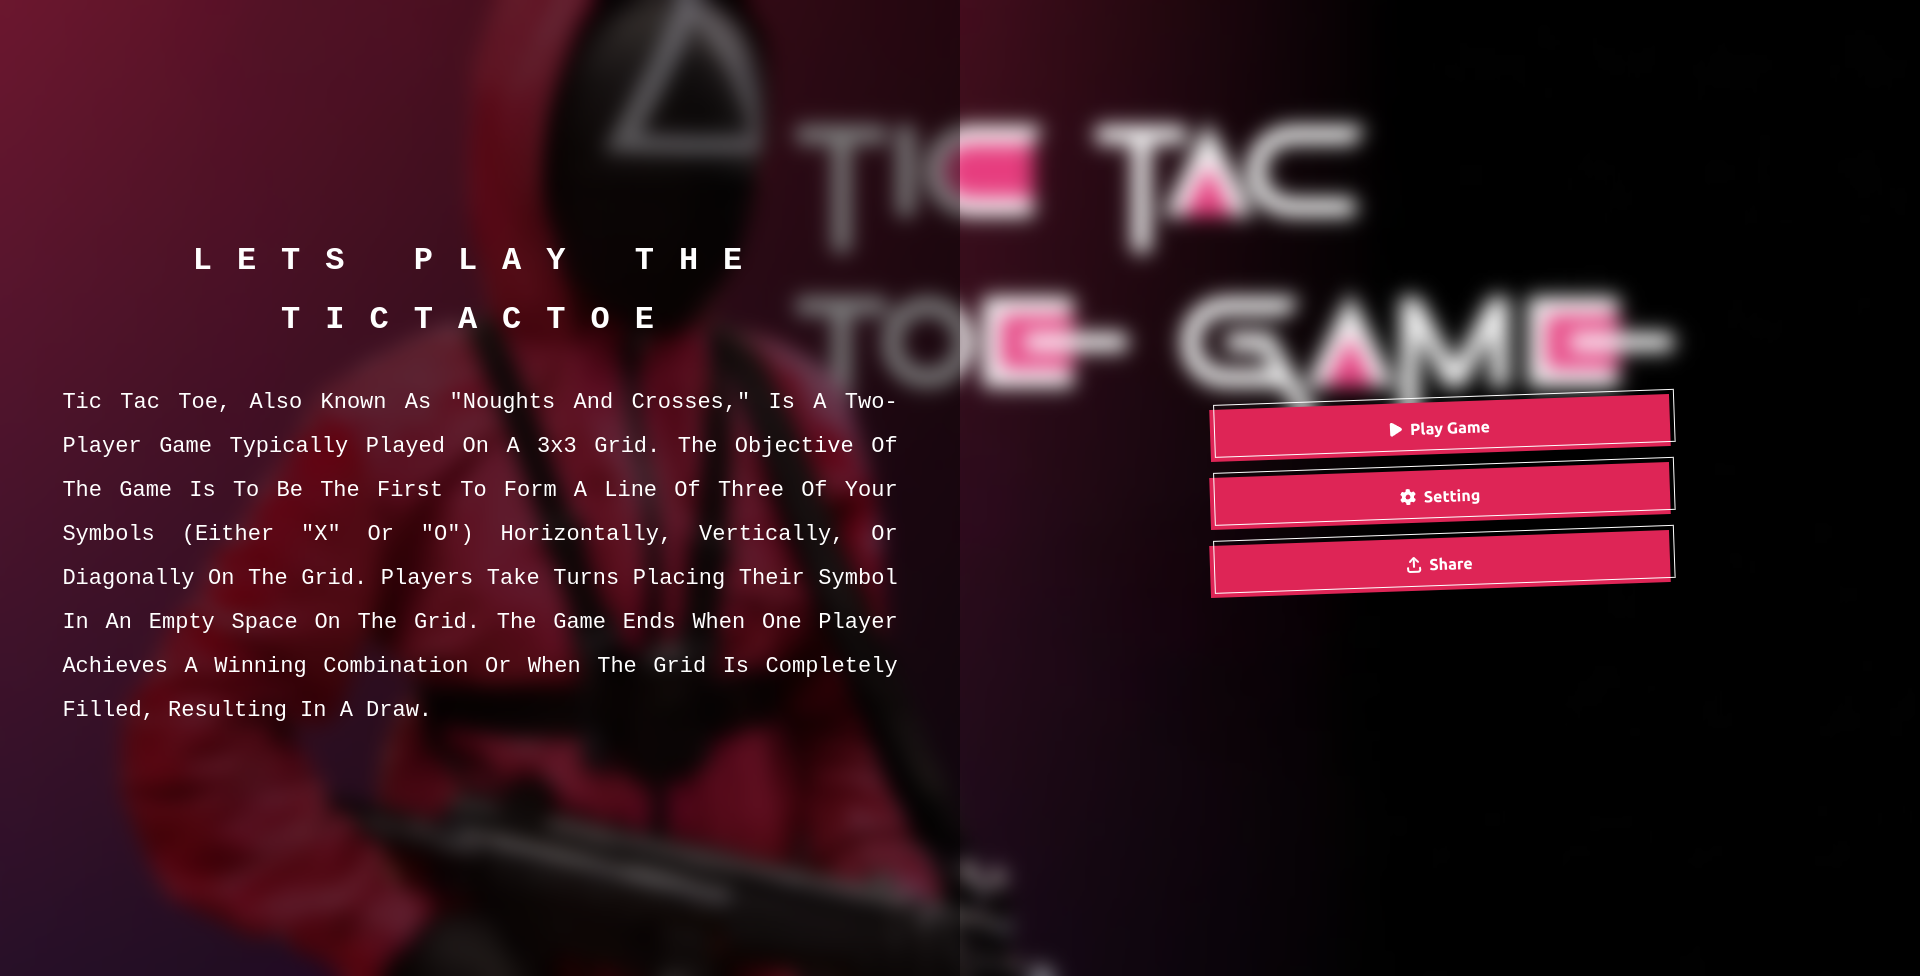 TIC TAC
TOE GAME
LETS PLAY THE
TICTACTOE
Tic Tac Toe, Also Known As "Noughts And Crosses," Is A Two-
Player Game Typically Played On A 3x3 Grid. The Objective Of
The Game Is To Be The First To Form A Line Of Three Of Your
Symbols (Either "X" Or "O") Horizontally, Vertically, Or
Diagonally On The Grid. Players Take Turns Placing Their Symbol
In An Empty Space On The Grid. The Game Ends When One Player
Achieves A Winning Combination Or When The Grid Is Completely
Filled, Resulting In A Draw.
Play Game
Setting
Share